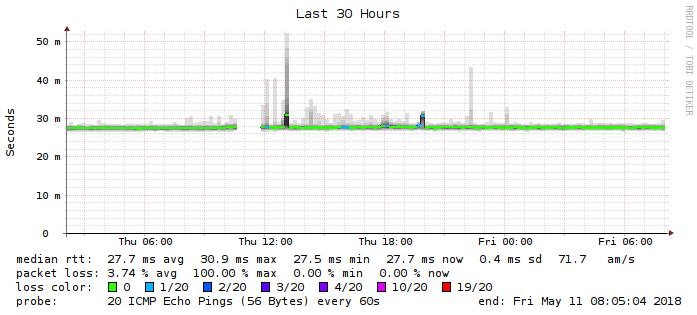 Last 30 Hours
RRDTOOL / TOBI OETIKER
Seconds
50 m
40 m
30 m
20 m
10 m
0
Thu 06:00 Thu 12:00 Thu 18:00 Fri 00:00 Fri 06:00
median rtt: 27.7 ms avg 30.9 ms max 27.5 ms min 27.7 ms now 0.4 ms sd 71.7 am/s
packet loss: 3.74 % avg 100.00 % max 0.00 % min 0.00 % now
loss color: 0 1/20 2/20 3/20 4/20 10/20 19/20
probe: 20 ICMP Echo Pings (56 Bytes) every 60s end: Fri May 11 08:05:04 2018